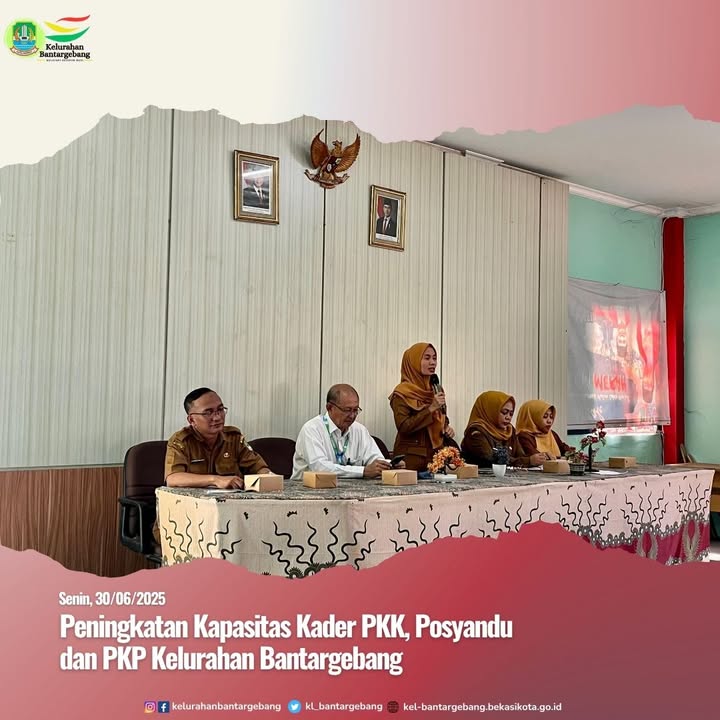 Kelurahan
Bantargebang
Senin, 30/06/2025
Peningkatan Kapasitas Kader PKK, Posyandu
dan PKP Kelurahan Bantargebang
kelurahanbantargebang kl_bantargebang kel-bantargebang.bekasikota.go.id